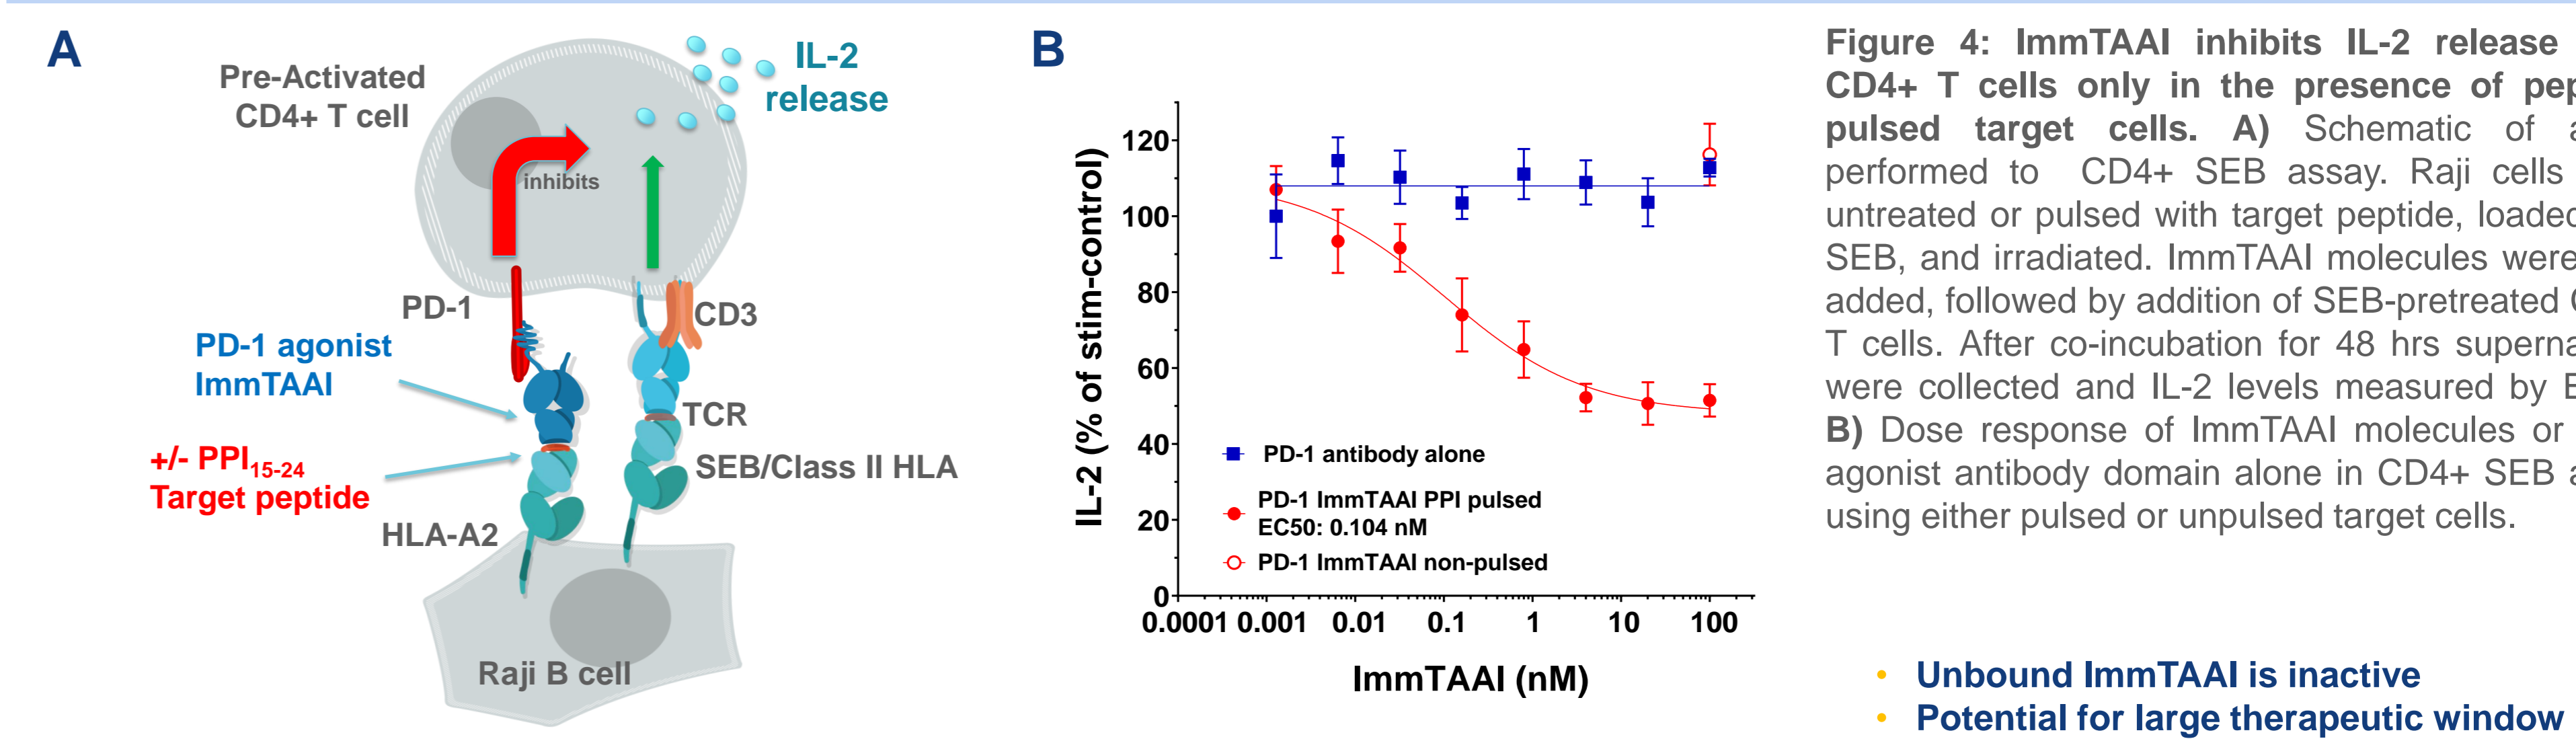 A
Pre-Activated
CD4+ T cell
IL-2
release
inhibits
PD-1
CD3
PD-1 agonist
ImmTAAI
TCR
+/- PPI15-24
Target peptide
SEB/Class II HLA
HLA-A2
Raji B cell
B
IL-2 (% of stim-control)
120
100
80
60
40
20
0
PD-1 antibody alone
PD-1 ImmTAAI PPI pulsed
EC50: 0.104 nM
PD-1 ImmTAAI non-pulsed
0.0001 0.001 0.01 0.1 1 10 100
ImmTAAI (nM)
Figure 4: ImmTAAI inhibits IL-2 release
CD4+ T cells only in the presence of
pulsed target cells. A) Schematic of
performed to CD4+ SEB assay. Raji cells
untreated or pulsed with target peptide, loaded
SEB, and irradiated. ImmTAAI molecules were
added, followed by addition of SEB-pretreated
T cells. After co-incubation for 48 hrs
were collected and IL-2 levels measured by
B) Dose response of ImmTAAI molecules or
agonist antibody domain alone in CD4+ SEB
using either pulsed or unpulsed target cells.
• Unbound ImmTAAI is inactive
• Potential for large therapeutic window